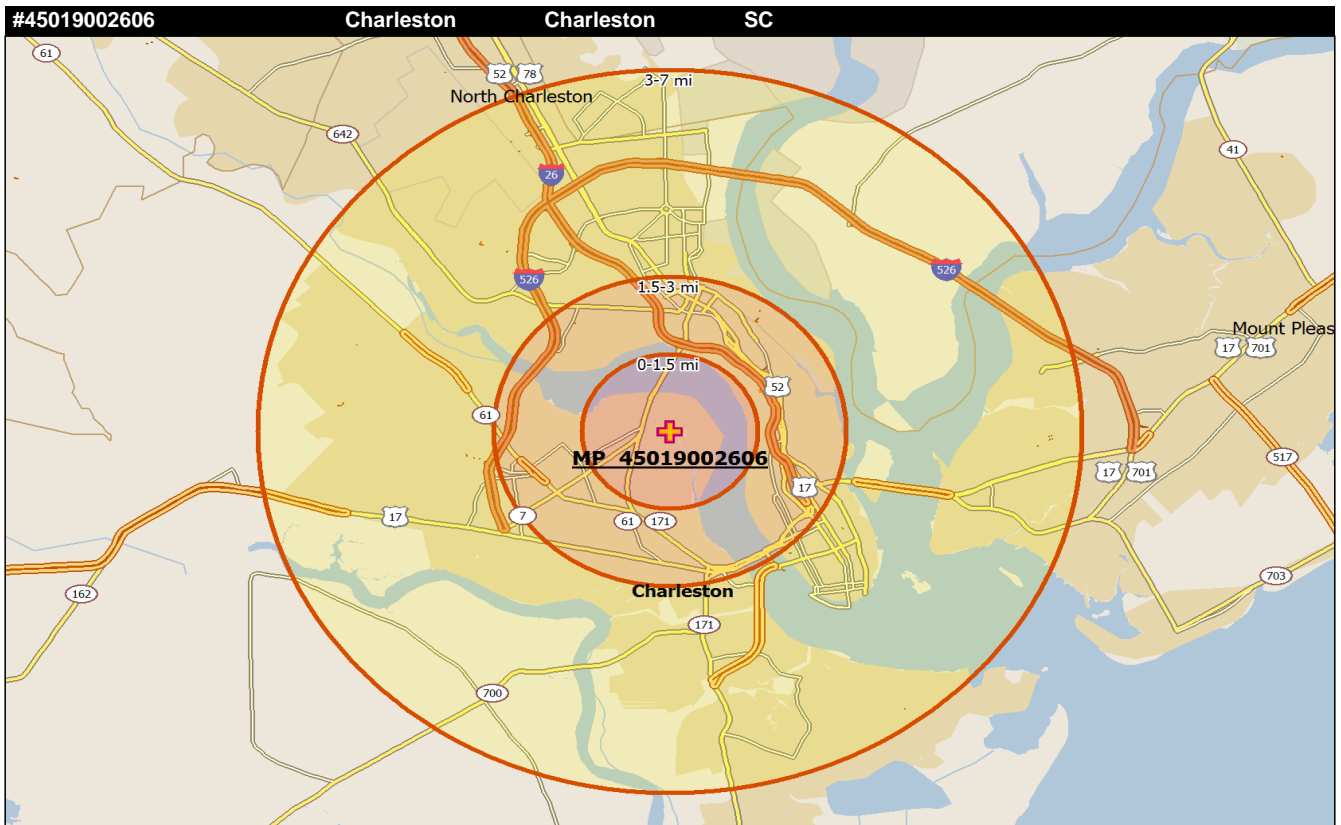 #45019002606 Charleston Charleston SC
61
52 78
3-7 mi
North Charleston
642
41
26
526
526
1.5-3 mi
Mount Pleas
17 701
0-1.5 mi
52
61
MP 45019002606
517
17 701
17
7
17
61 171
703
162
Charleston
171
700